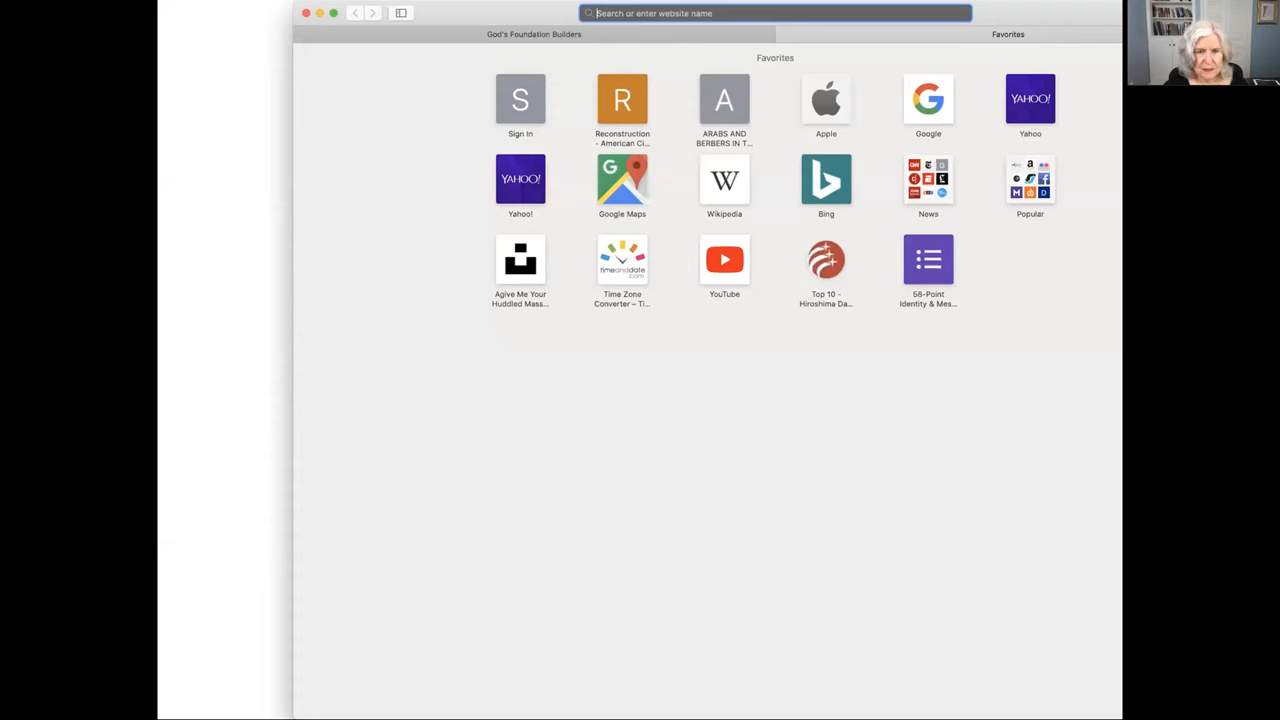 Search or enter website name
God's Foundation Builders
Favorites
Favorites
S
R
A
G
YAHOO!
Sign In
Reconstruction
- American Ci...
ARABS AND
BERBERS IN T...
Apple
Google
Yahoo
YAHOO!
G
W
b
Yahoo!
Google Maps
Wikipedia
Bing
News
Popular
timeanddate
.com
Agive Me Your
Huddled Mass...
Time Zone
Converter – Ti...
YouTube
Top 10 -
Hiroshima Da...
58-Point
Identity & Mes...